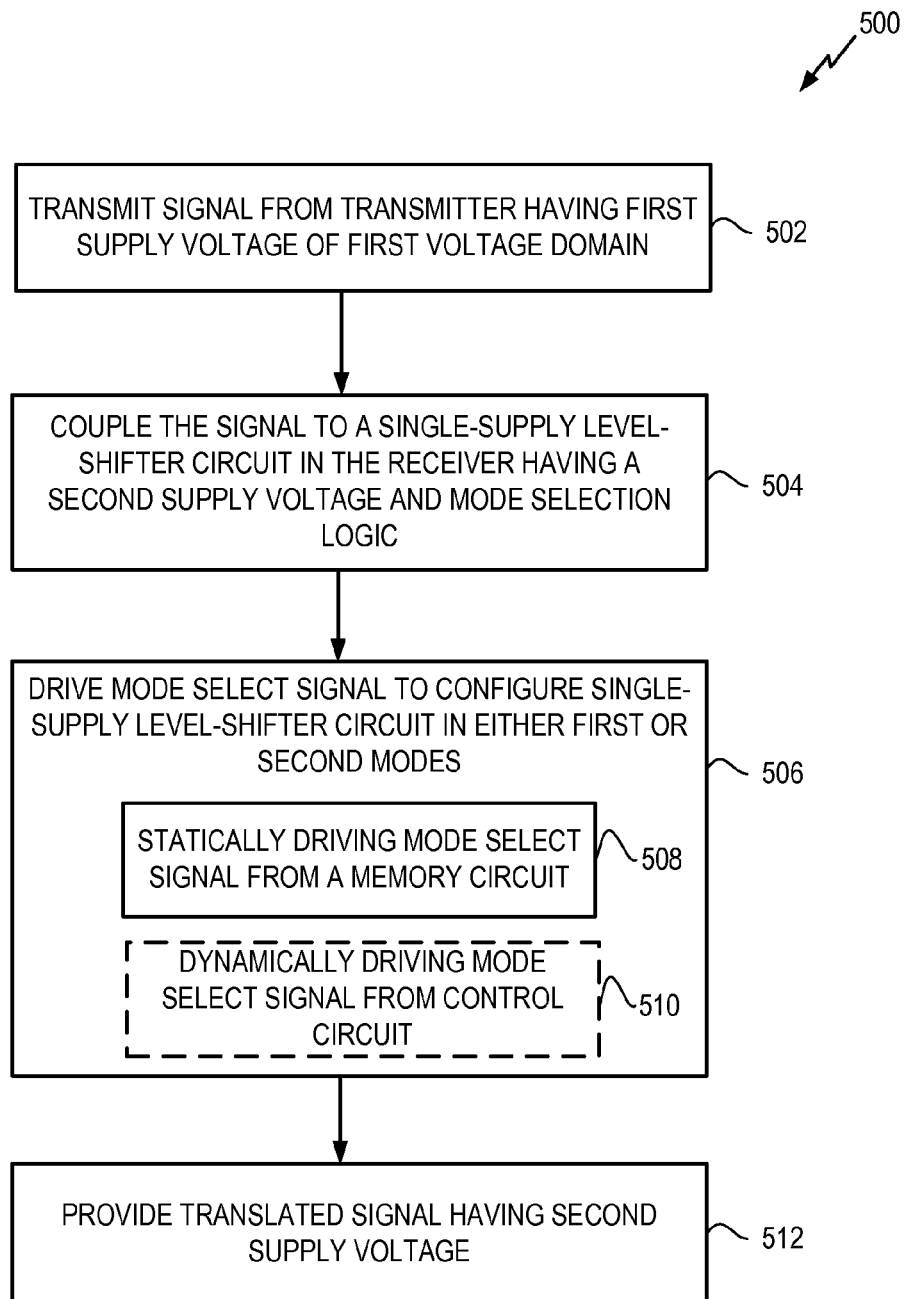 500
TRANSMIT SIGNAL FROM TRANSMITTER HAVING FIRST
SUPPLY VOLTAGE OF FIRST VOLTAGE DOMAIN
502
COUPLE THE SIGNAL TO A SINGLE-SUPPLY LEVEL-
SHIFTER CIRCUIT IN THE RECEIVER HAVING A
SECOND SUPPLY VOLTAGE AND MODE SELECTION
LOGIC
504
DRIVE MODE SELECT SIGNAL TO CONFIGURE SINGLE-
SUPPLY LEVEL-SHIFTER CIRCUIT IN EITHER FIRST OR
SECOND MODES
506
STATICALLY DRIVING MODE SELECT
SIGNAL FROM A MEMORY CIRCUIT
508
DYNAMICALLY DRIVING MODE
SELECT SIGNAL FROM CONTROL
CIRCUIT
510
PROVIDE TRANSLATED SIGNAL HAVING SECOND
SUPPLY VOLTAGE
512